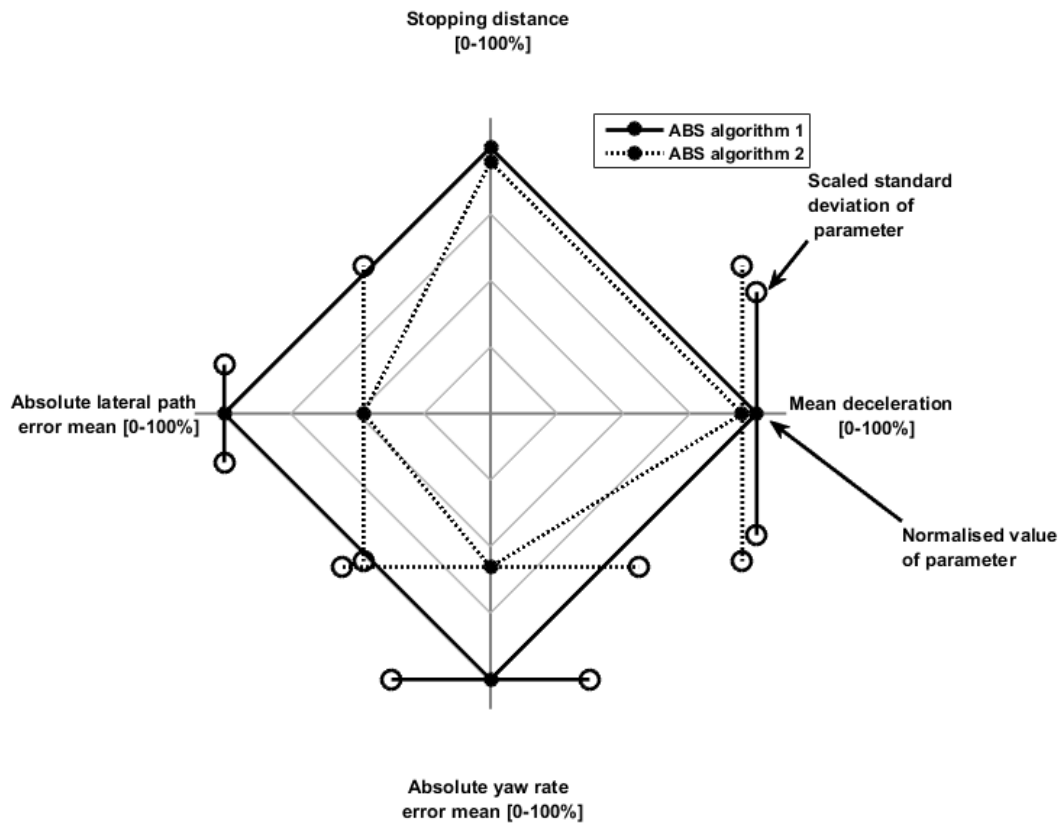 Stopping distance
[0-100%]
ABS algorithm 1
ABS algorithm 2
Scaled standard
deviation of
parameter
Absolute lateral path
error mean [0-100%]
Mean deceleration
[0-100%]
Normalised value
of parameter
Absolute yaw rate
error mean [0-100%]